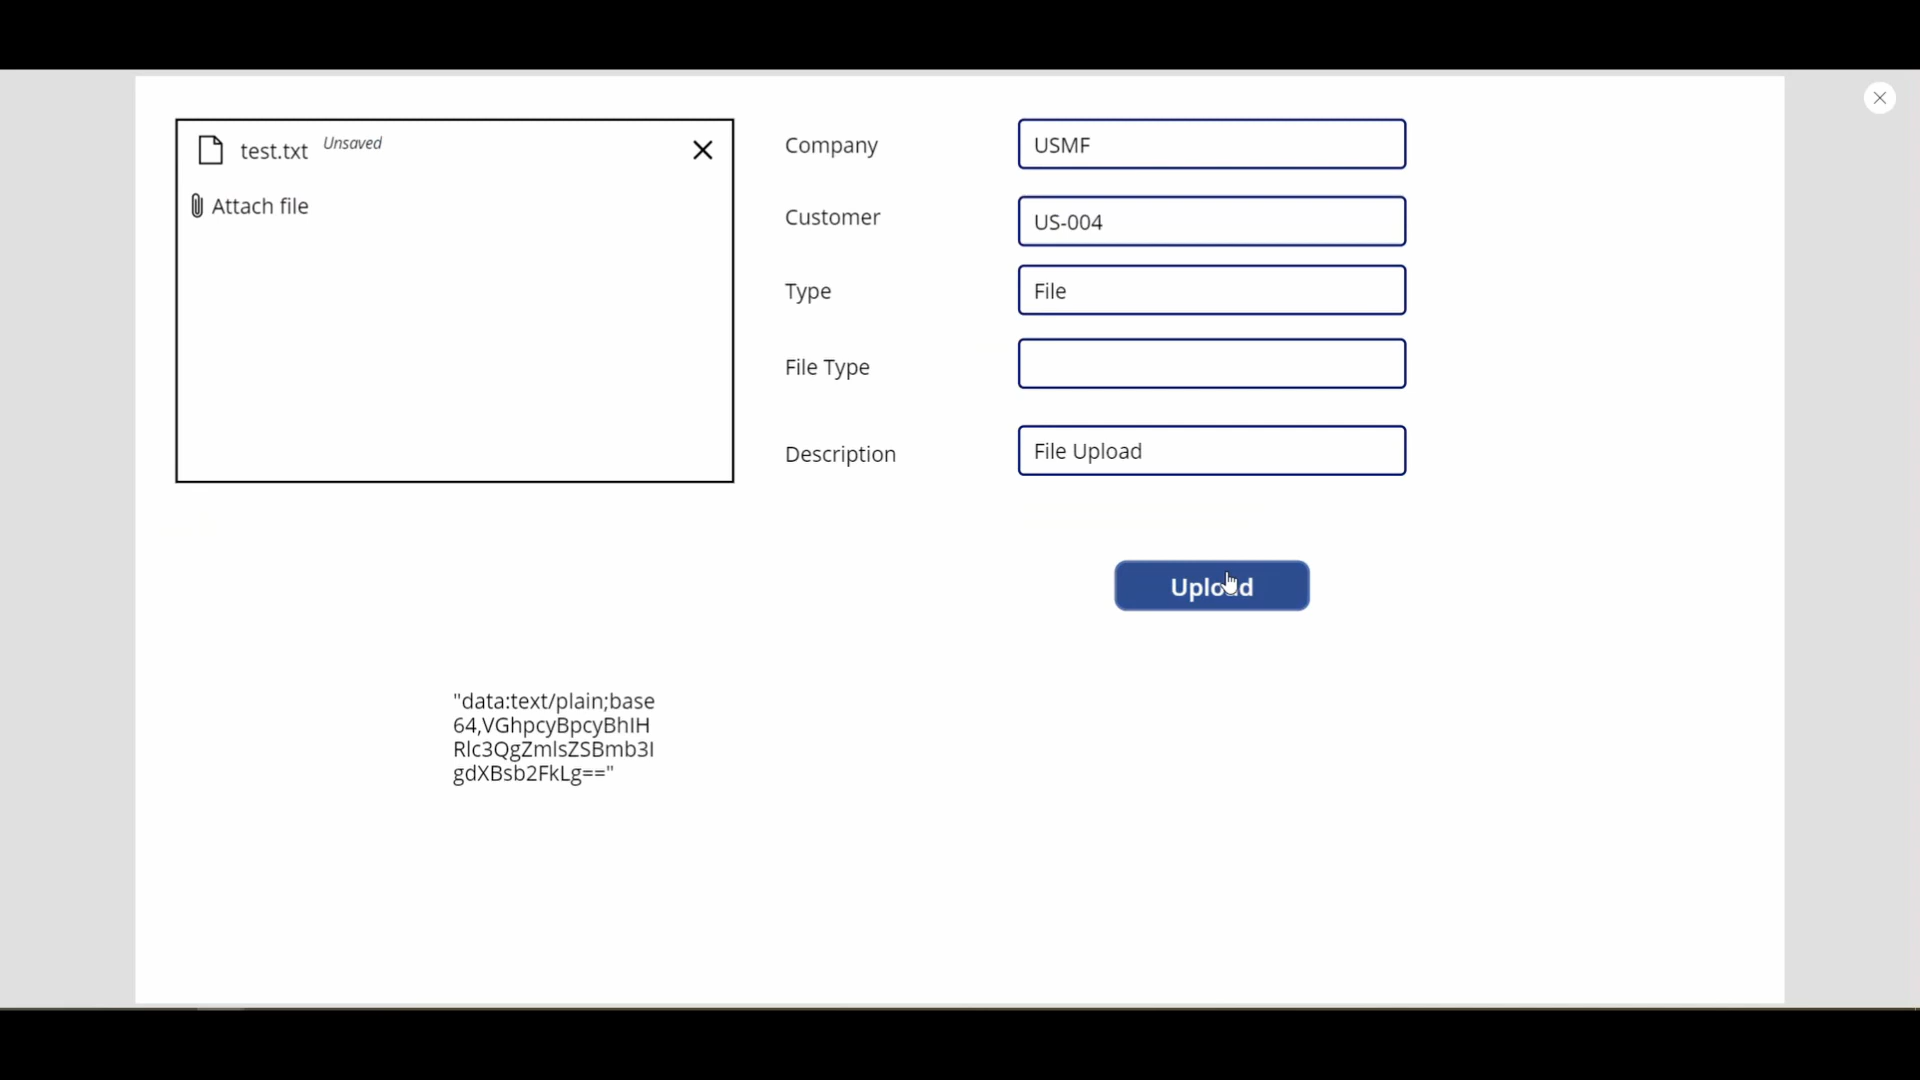 test.txt Unsaved
Attach file
Company USMF
Customer US-004
Type File
File Type
Description File Upload
Upload
"data:text/plain;base
64,VGhpcyBpcyBhIH
Rlc3QgZmlsZSBmb3I
gdXBsb2FkLg=="